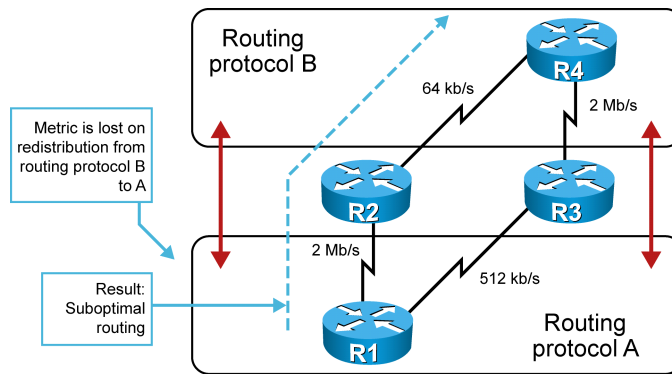 Routing
protocol B
R4
64 kb/s
2 Mb/s
Metric is lost on
redistribution from
routing protocol B
to A
R2
R3
2 Mb/s
512 kb/s
Result:
Suboptimal
routing
R1
Routing
protocol A